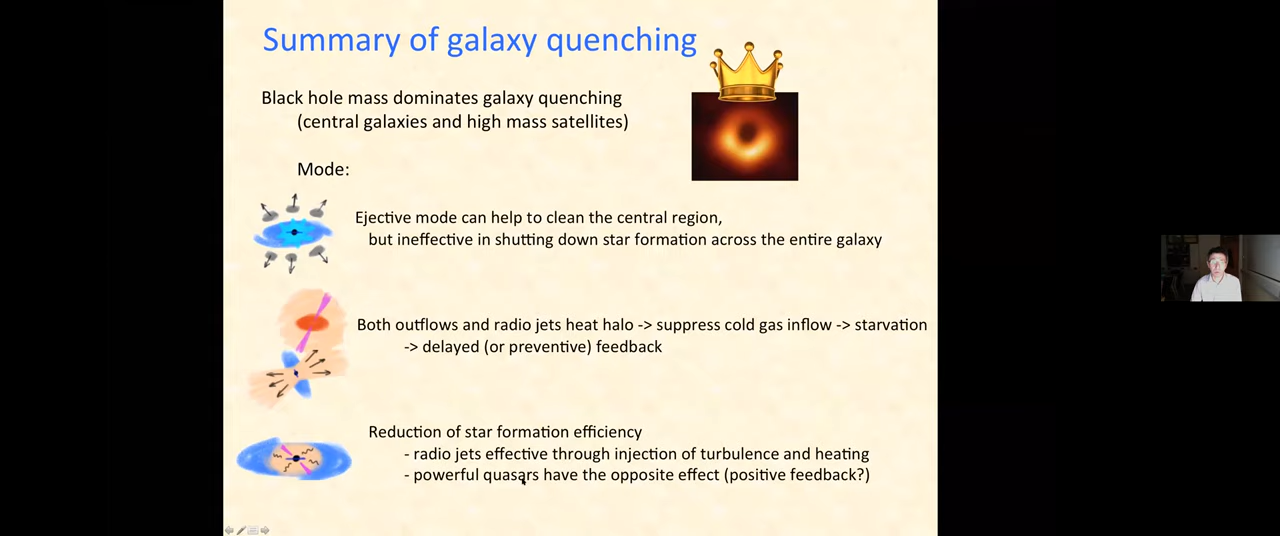 Summary of galaxy quenching
Black hole mass dominates galaxy quenching
(central galaxies and high mass satellites)
Mode:
Ejective mode can help to clean the central region,
but ineffective in shutting down star formation across the entire galaxy
Both outflows and radio jets heat halo -> suppress cold gas inflow -> starvation
-> delayed (or preventive) feedback
Reduction of star formation efficiency
- radio jets effective through injection of turbulence and heating
- powerful quasars have the opposite effect (positive feedback?)